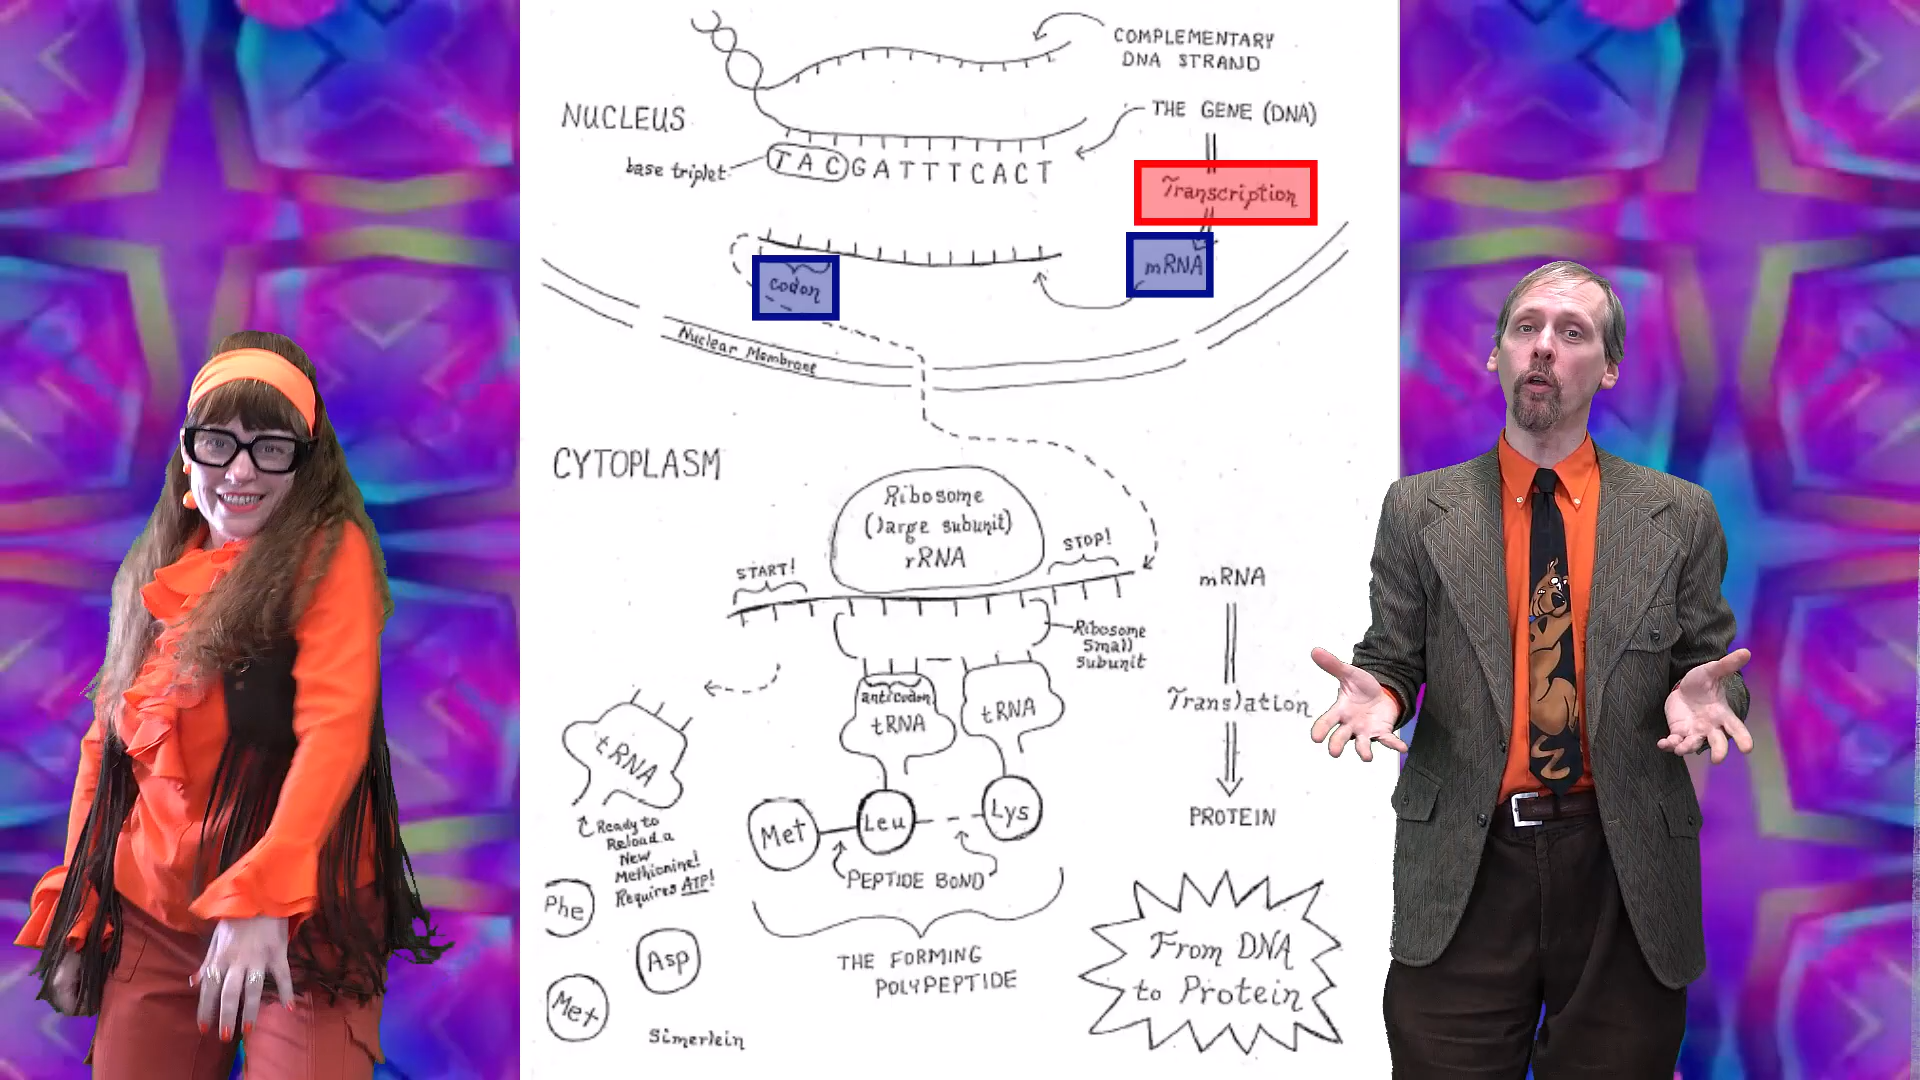 COMPLEMENTARY
DNA STRAND
NUCLEUS
THE GENE (DNA)
base triplet
TACGATTTCACT
Transcription
mRNA
codon
Nuclear Membrane
CYTOPLASM
Ribosome
(large subunit)
rRNA
START!
STOP!
mRNA
Ribosome
Small
subunit
anticodon
tRNA
tRNA
Translation
tRNA
Ready to
Reload a
New
Methionine!
Requires ATP!
Met
Leu
Lys
PROTEIN
PEPTIDE BOND
Phe
Asp
Met
THE FORMING
POLYPEPTIDE
From DNA
to Protein
Simerlein